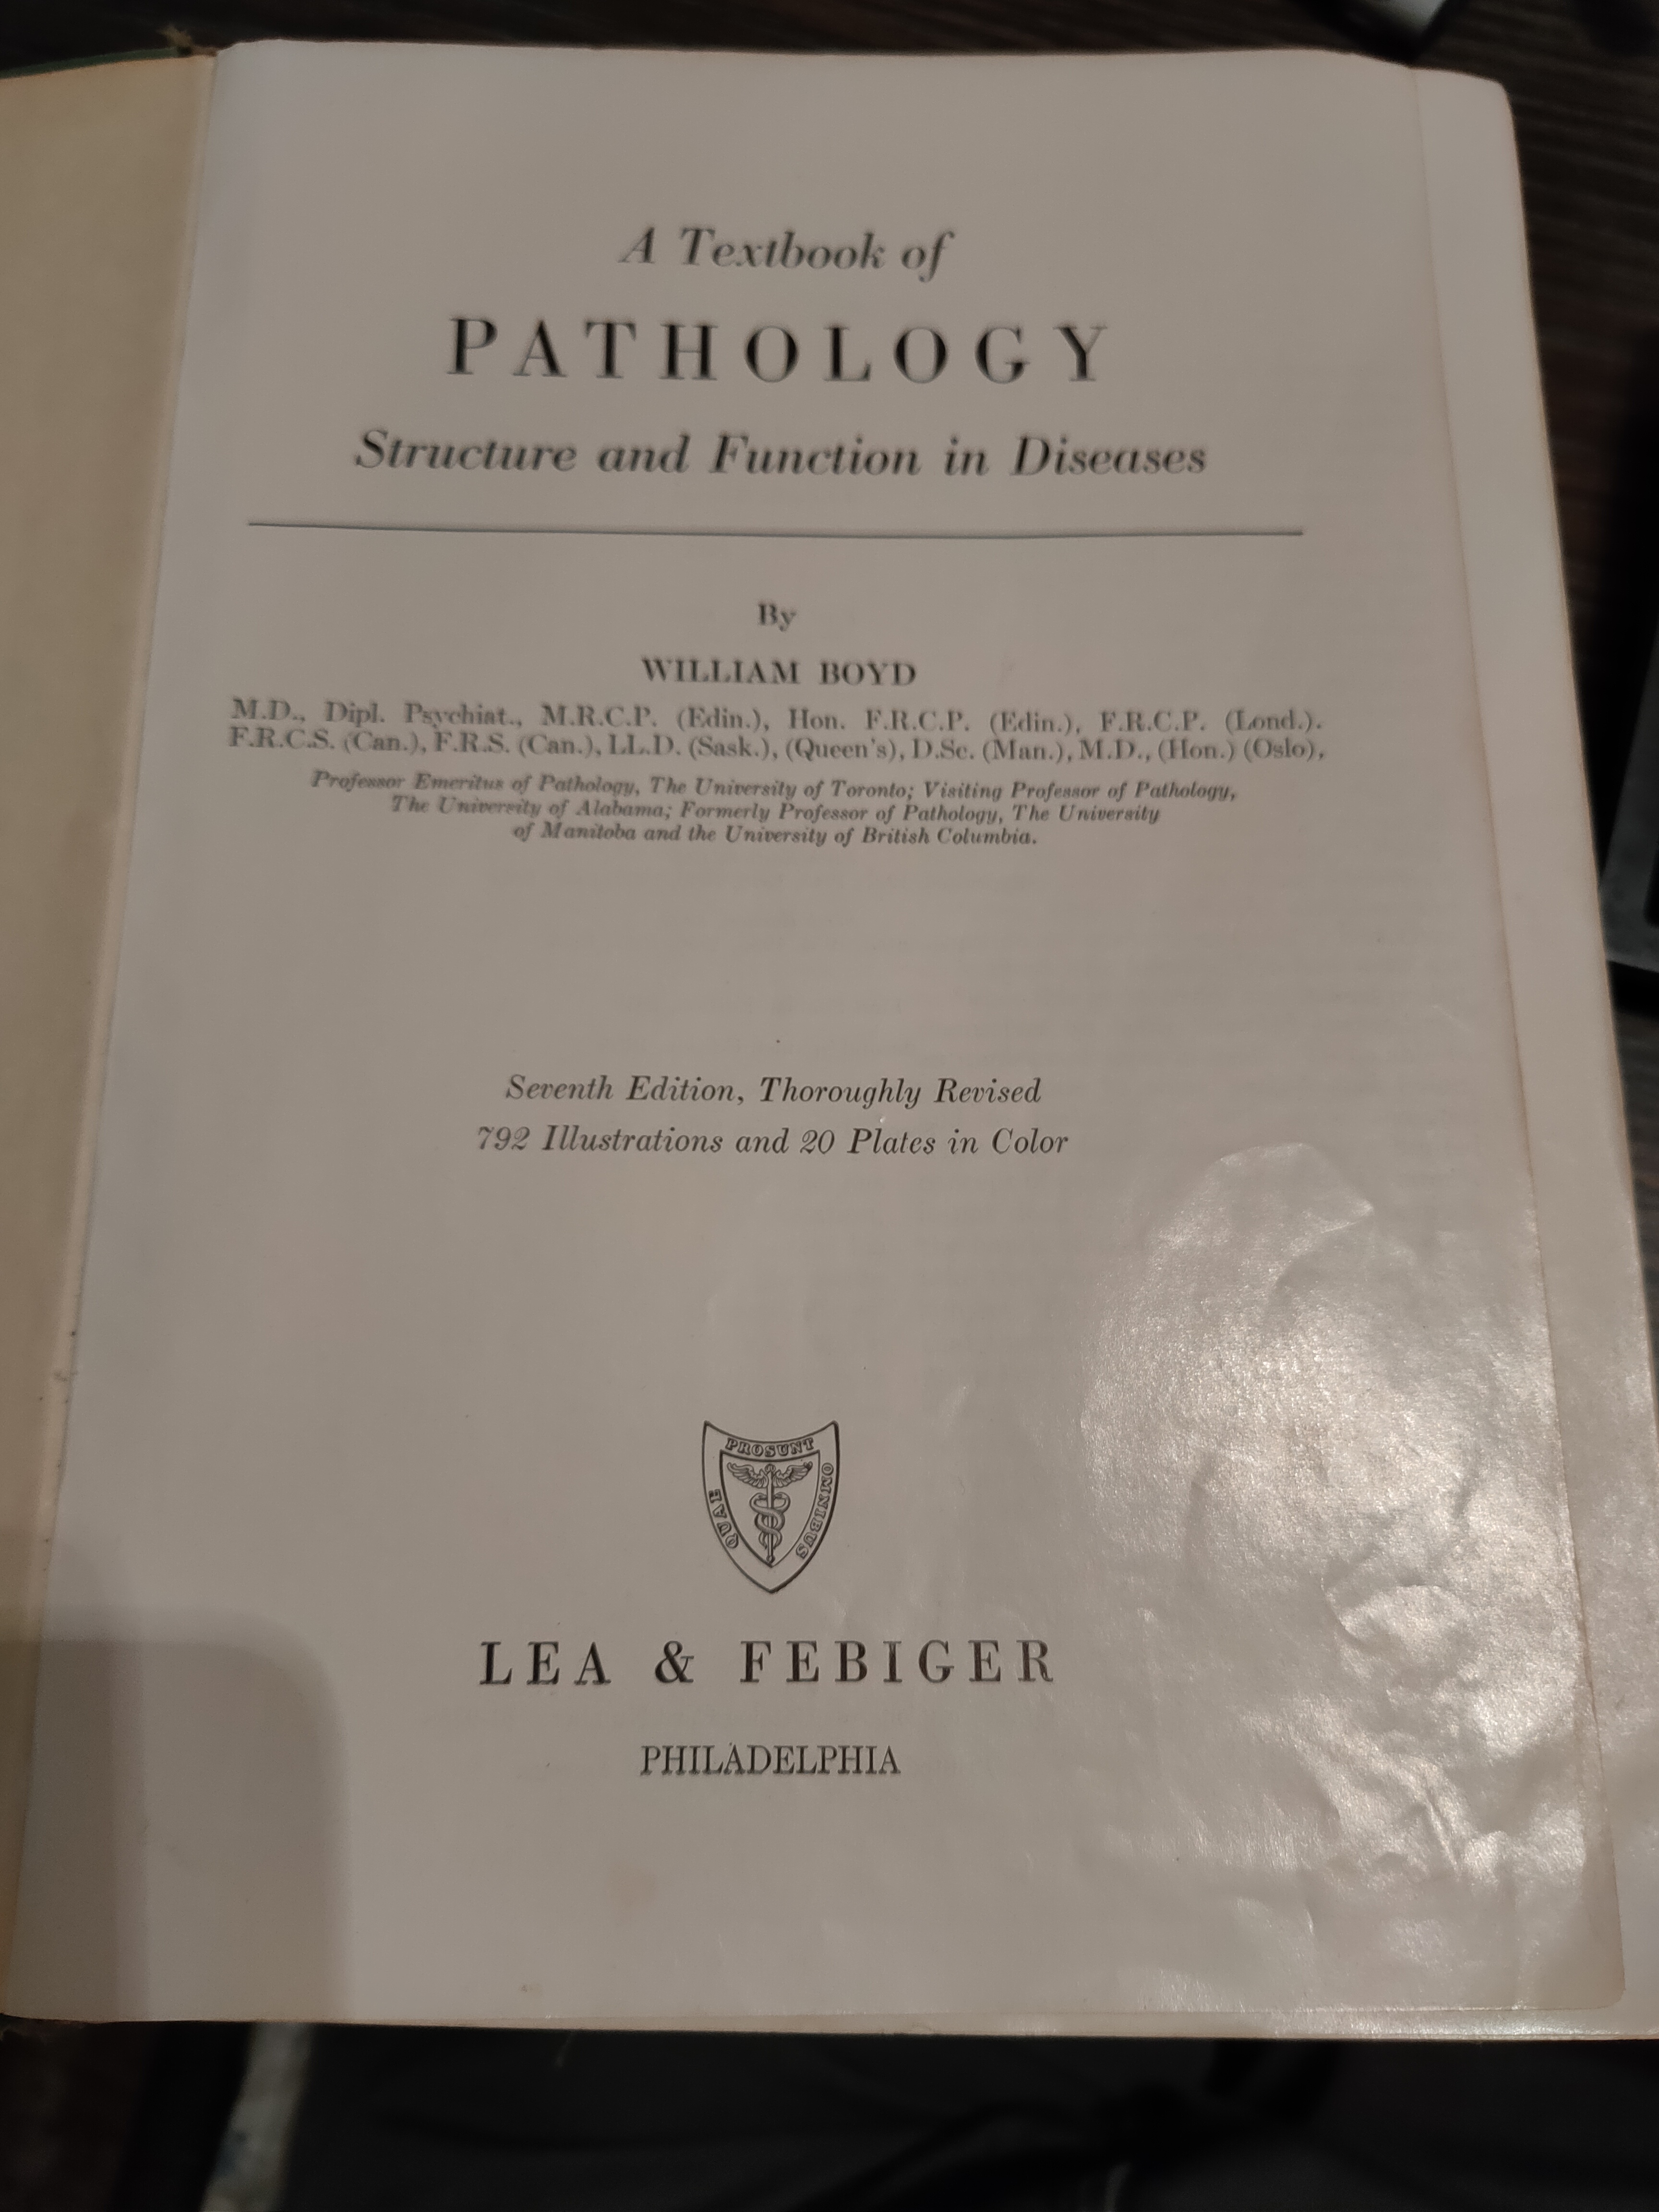 A Textbook of
PATHOLOGY
Structure and Function in Diseases
By
WILLIAM BOYD
M.D., Dipl. Psychiat., M.R.C.P. (Edin.), Hon. F.R.C.P. (Edin.), F.R.C.P. (Lond.).
F.R.C.S. (Can.), F.R.S. (Can.), LL.D. (Sask.), (Queen's), D.Sc. (Man.), M.D., (Hon.) (Oslo),
Professor Emeritus of Pathology, The University of Toronto; Visiting Professor of Pathology,
The University of Alabama; Formerly Professor of Pathology, The University
of Manitoba and the University of British Columbia.
Seventh Edition, Thoroughly Revised
792 Illustrations and 20 Plates in Color
QUAE PROSUNT OMNIBUS
LEA & FEBIGER
PHILADELPHIA